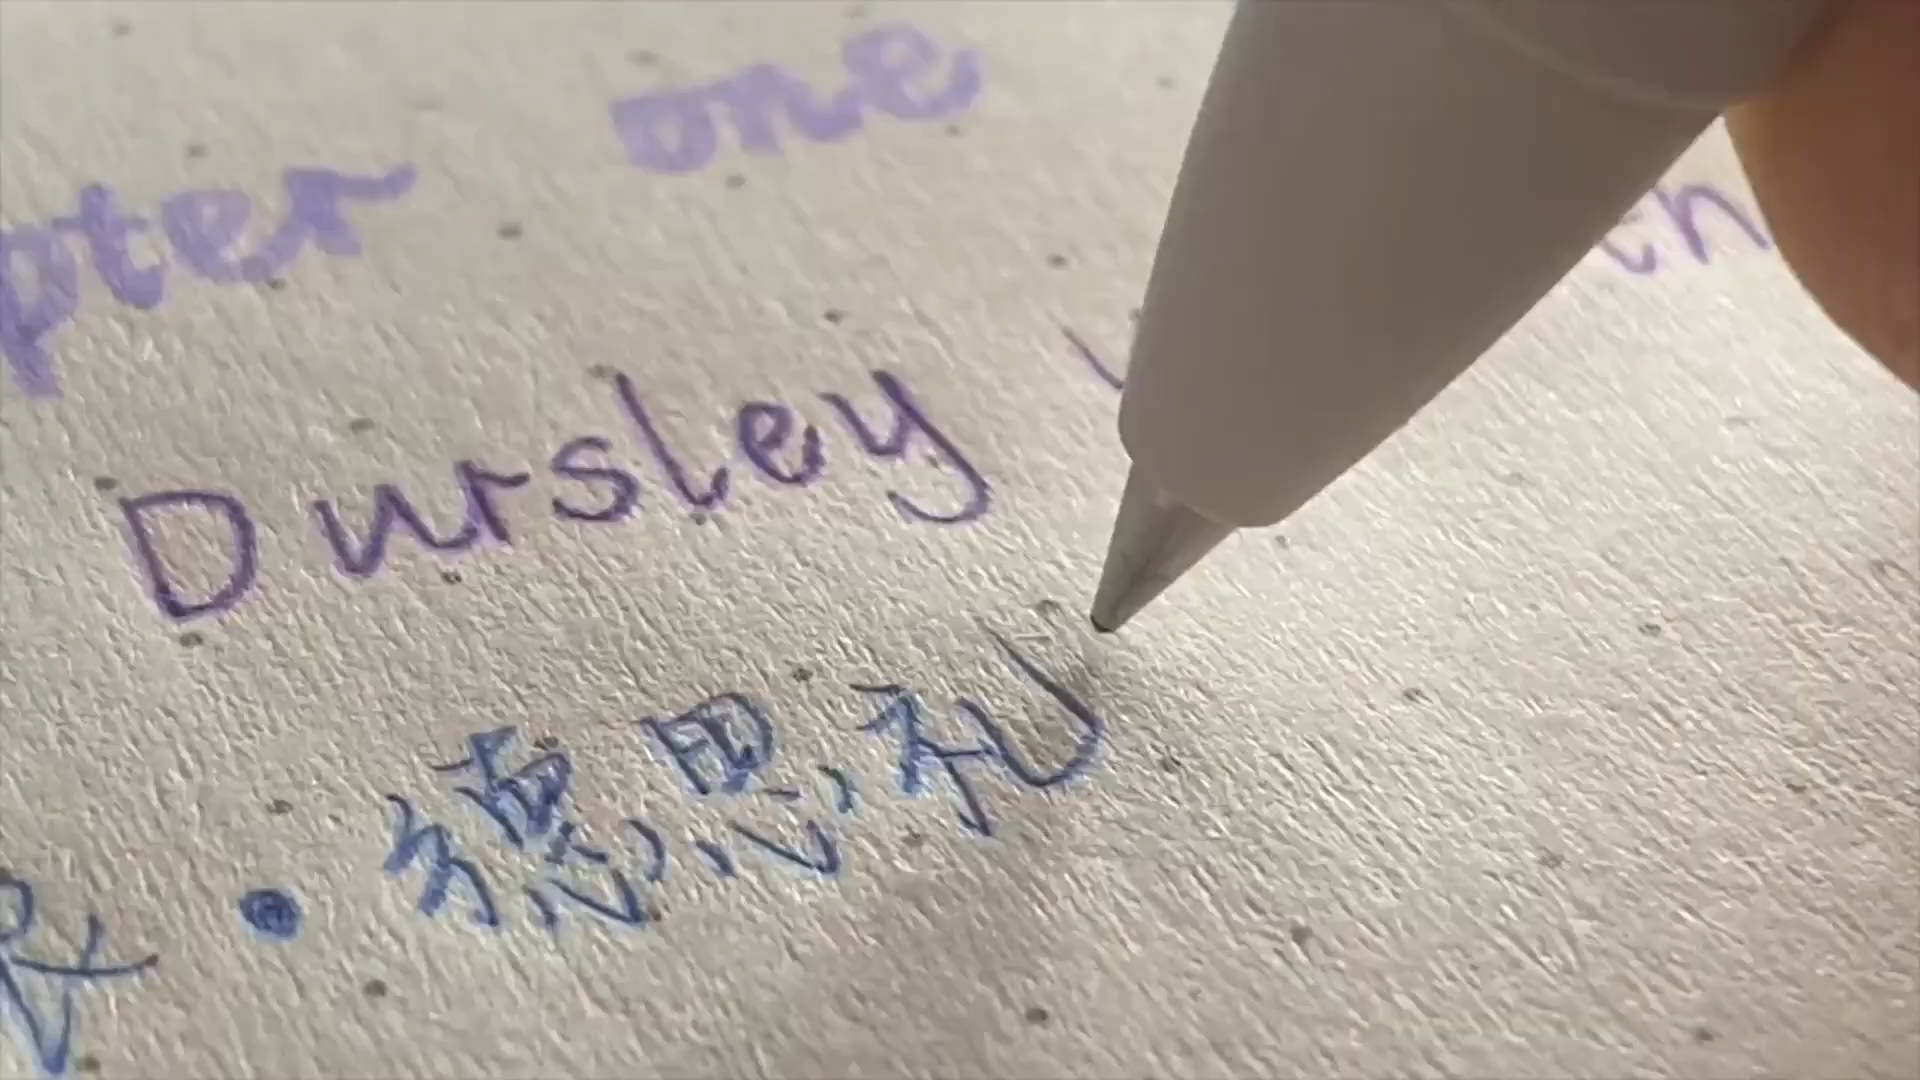 pter one
Dursley
·德思礼